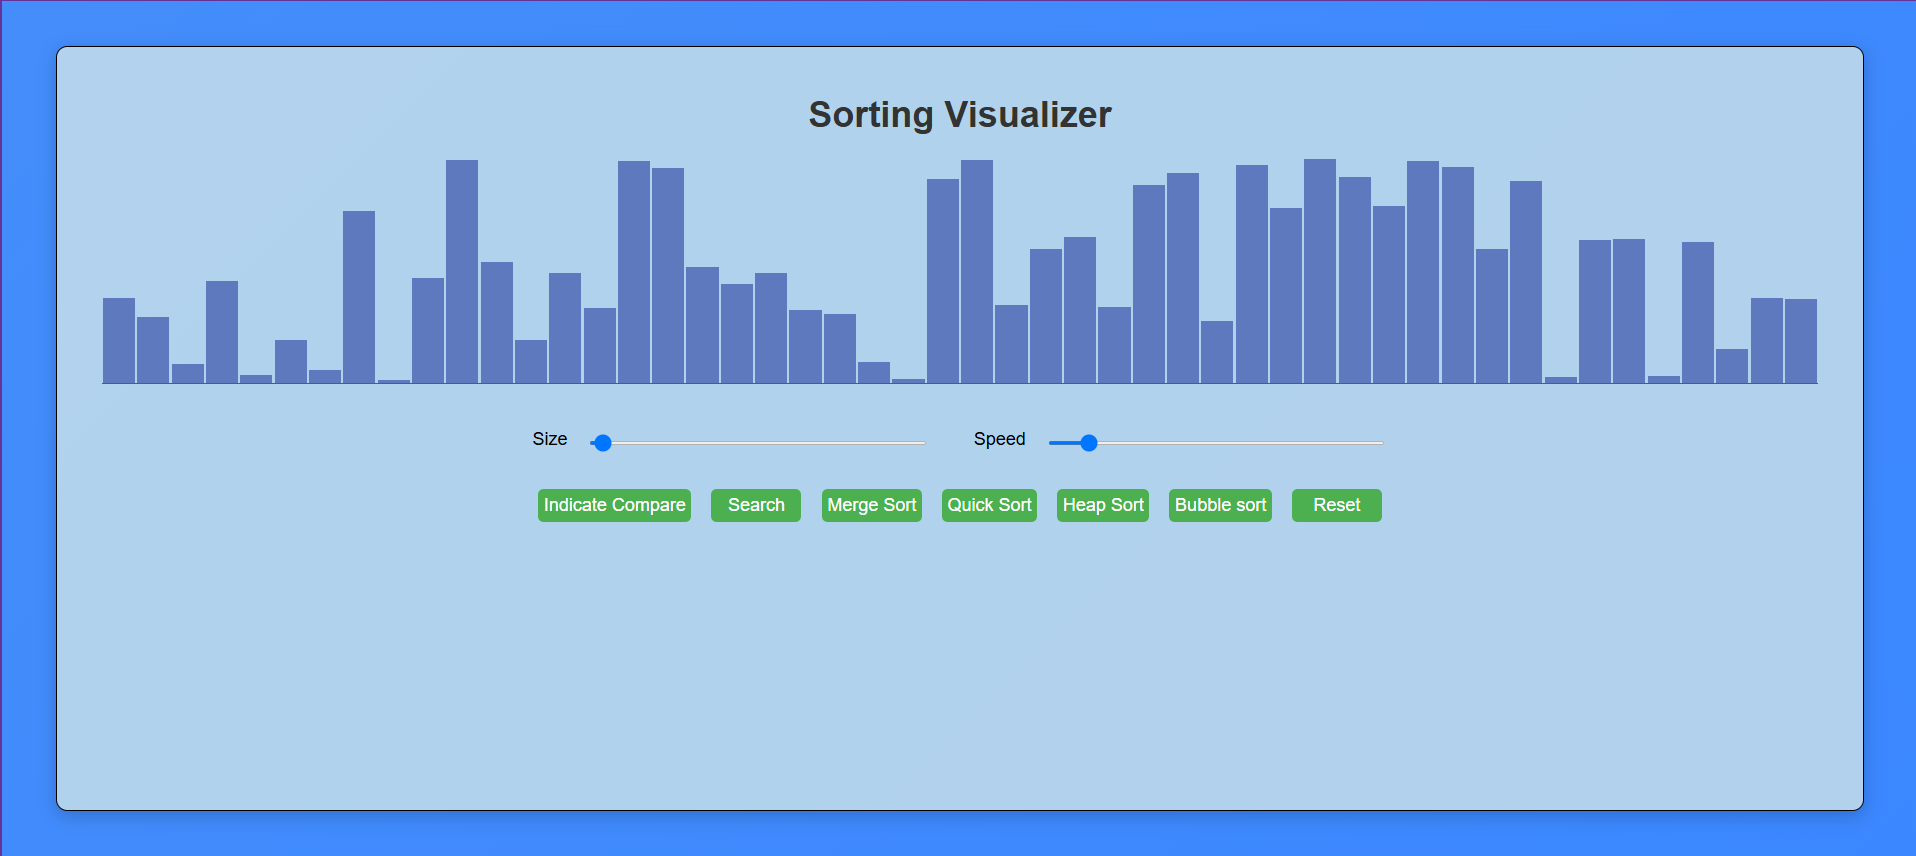 Sorting Visualizer
Size Speed
Indicate Compare Search Merge Sort Quick Sort Heap Sort Bubble sort Reset